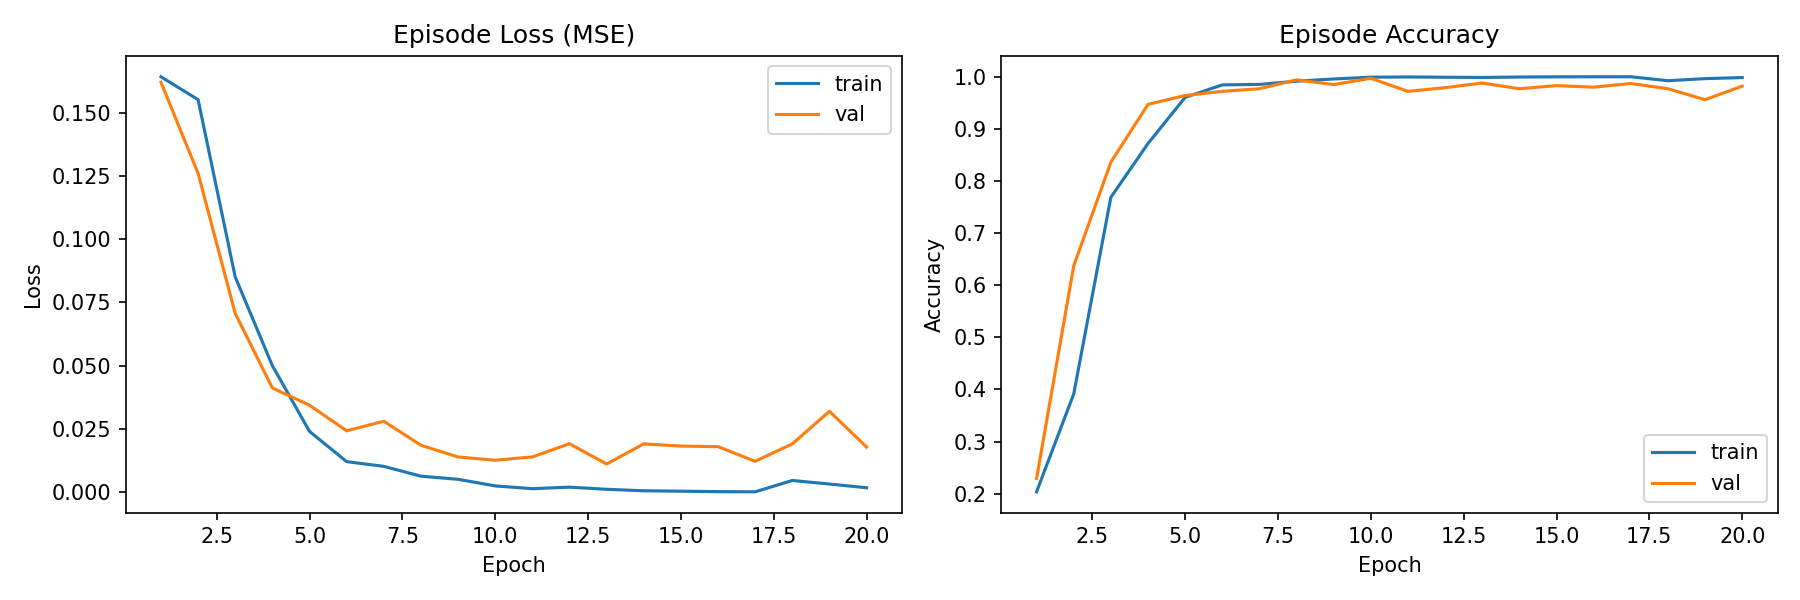 Episode Loss (MSE)
train
val
0.150
0.125
0.100
0.075
0.050
0.025
0.000
Loss
2.5 5.0 7.5 10.0 12.5 15.0 17.5 20.0
Epoch
Episode Accuracy
1.0
0.9
0.8
0.7
0.6
0.5
0.4
0.3
0.2
Accuracy
train
val
2.5 5.0 7.5 10.0 12.5 15.0 17.5 20.0
Epoch